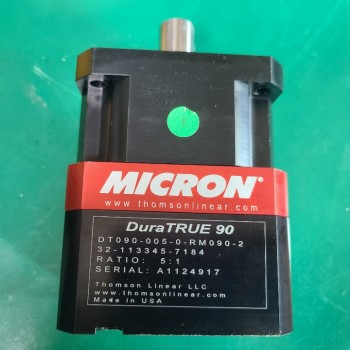 MICRON®
www.thomsonlinear.com
DuraTRUE 90
DT090-005-0-RM090-2
32-113345-7184
RATIO: 5:1
SERIAL: A1124917
Thomson Linear LLC
www.thomsonlinear.com
Made in USA